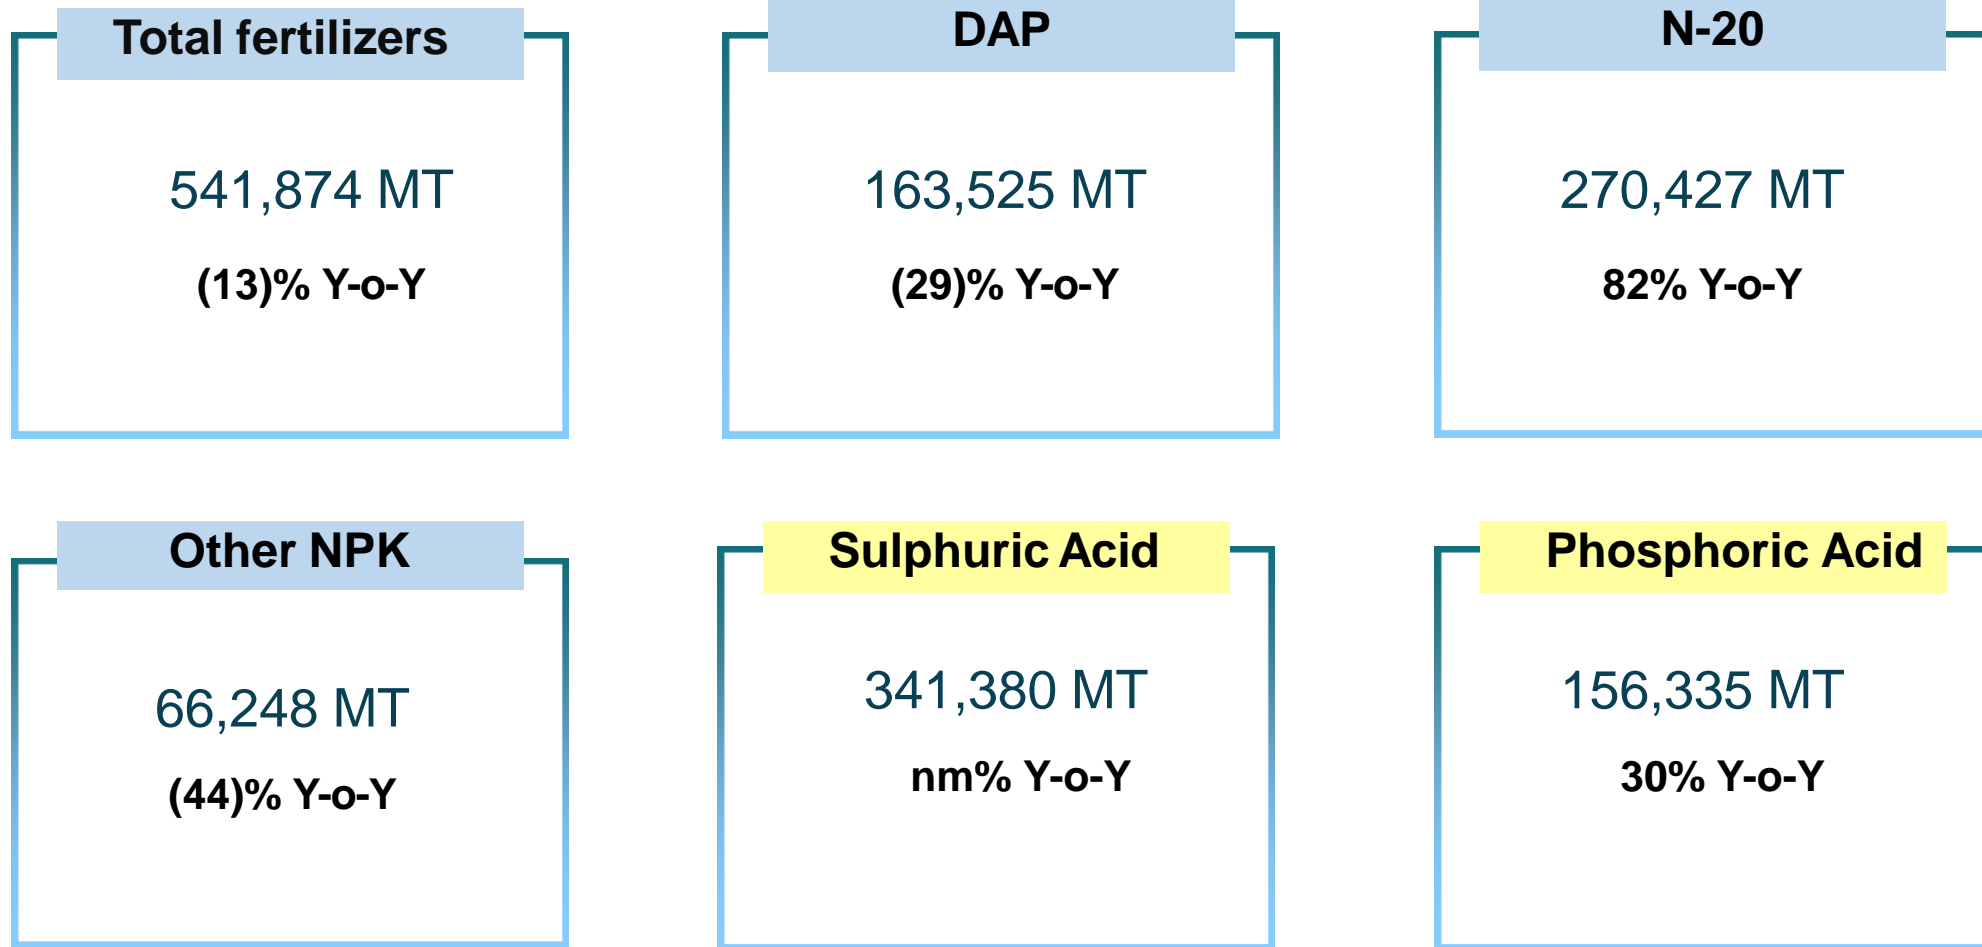 Total fertilizers
541,874 MT
(13)% Y-o-Y
DAP
163,525 MT
(29)% Y-o-Y
N-20
270,427 MT
82% Y-o-Y
Other NPK
66,248 MT
(44)% Y-o-Y
Sulphuric Acid
341,380 MT
nm% Y-o-Y
Phosphoric Acid
156,335 MT
30% Y-o-Y